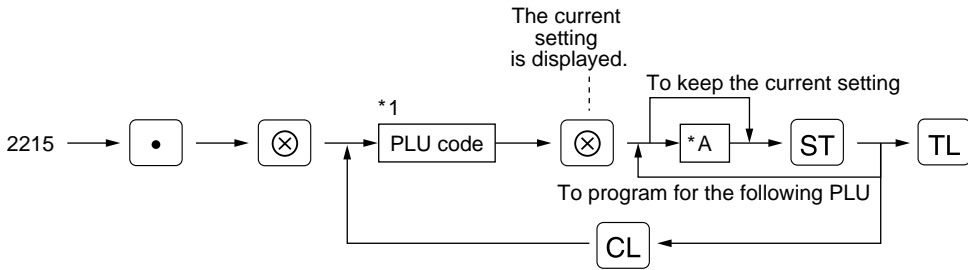 The current
setting
is displayed.
To keep the current setting
*1
2215
•
⊗
PLU code
⊗
*A
ST
TL
To program for the following PLU
CL